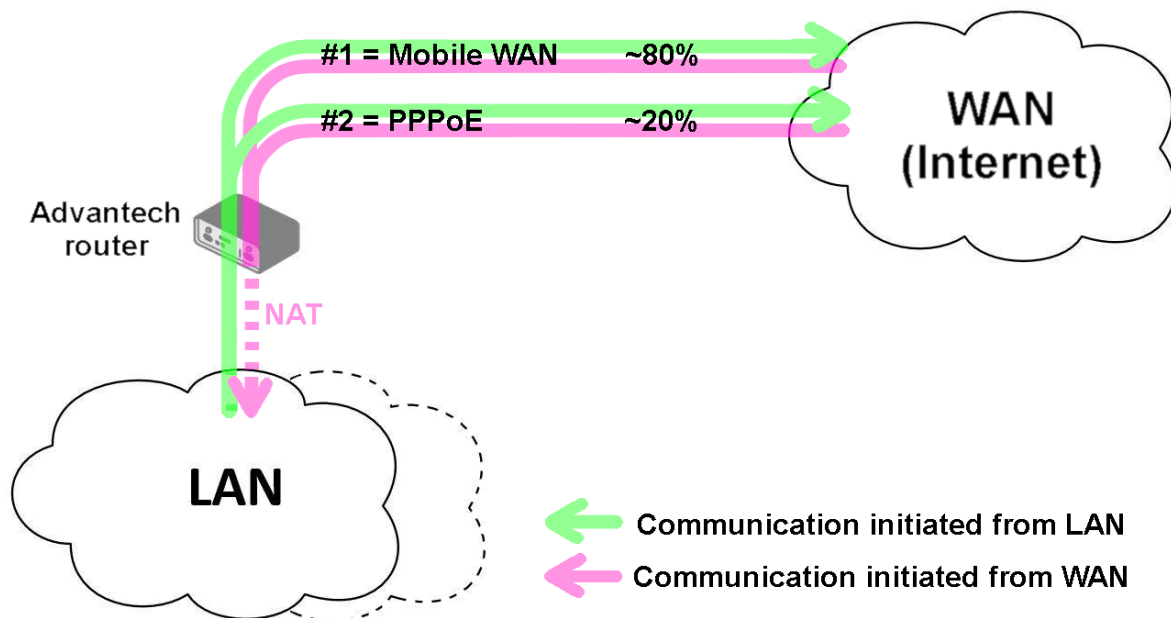 #1 = Mobile WAN ~80%
#2 = PPPoE ~20%
WAN
(Internet)
Advantech
router
NAT
LAN
Communication initiated from LAN
Communication initiated from WAN